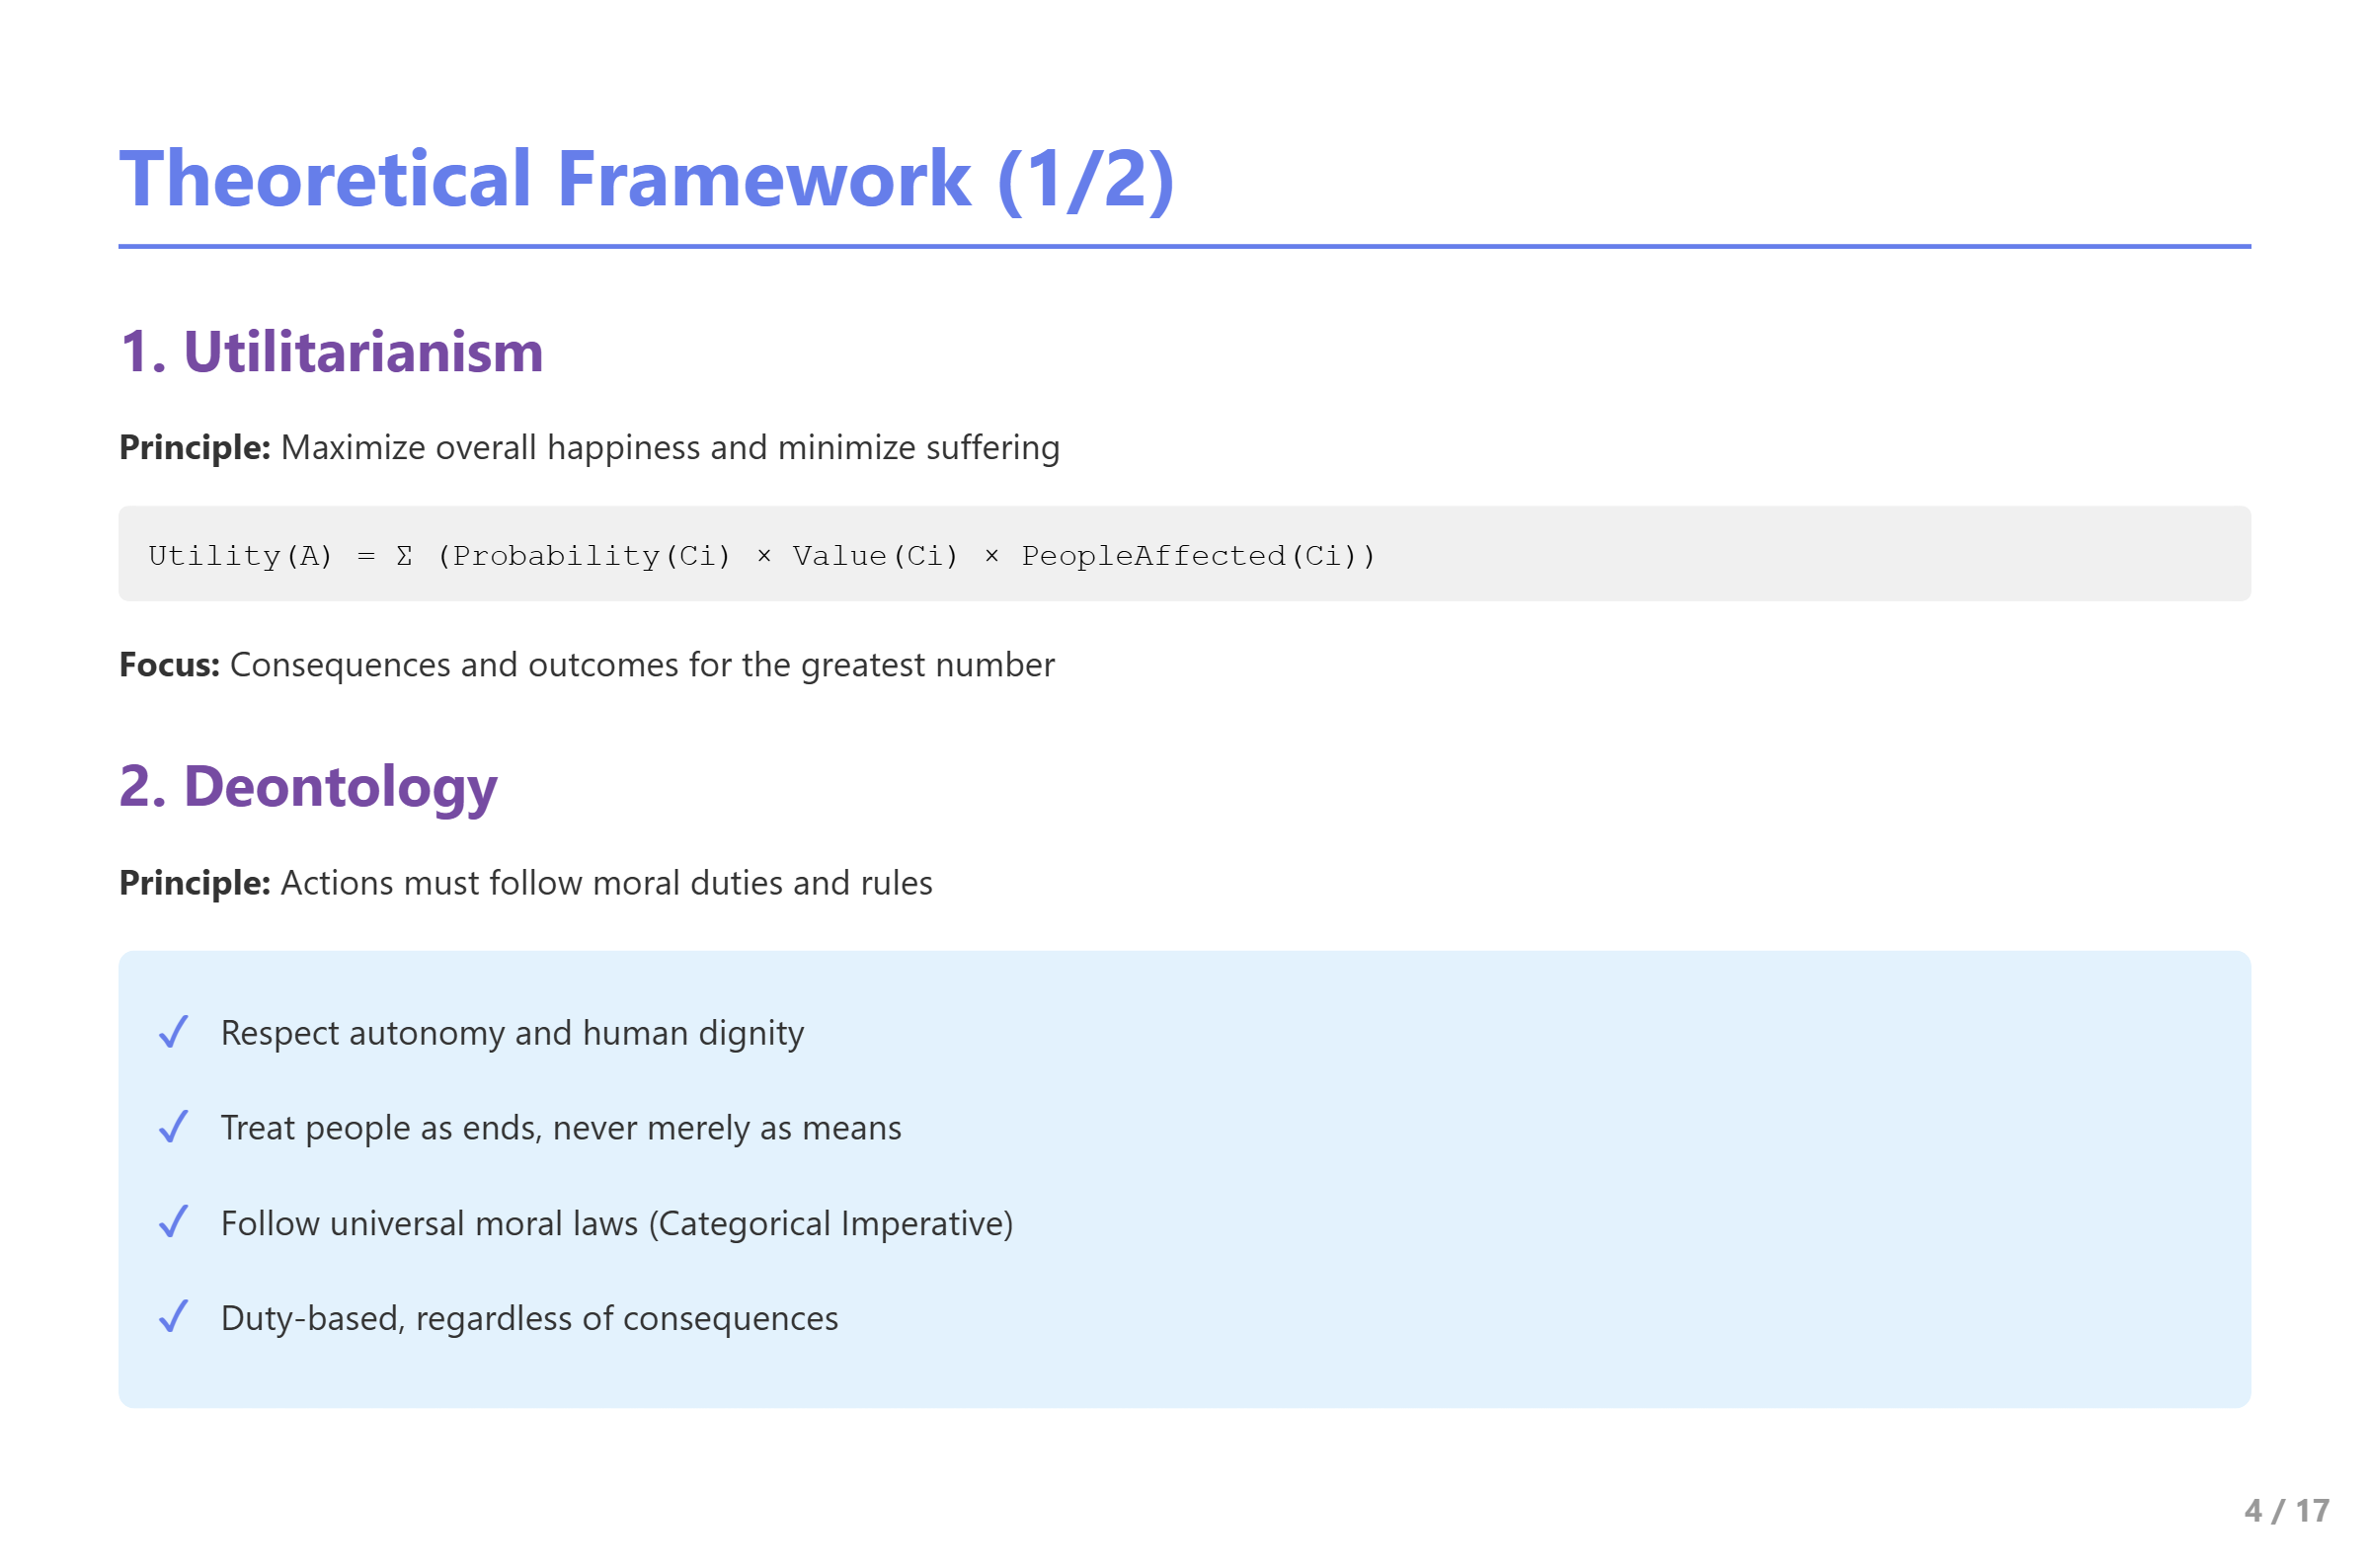 Theoretical Framework (1/2)
1. Utilitarianism
Principle: Maximize overall happiness and minimize suffering
Utility(A) = Σ (Probability(Ci) × Value(Ci) × PeopleAffected(Ci))
Focus: Consequences and outcomes for the greatest number
2. Deontology
Principle: Actions must follow moral duties and rules
✓ Respect autonomy and human dignity
✓ Treat people as ends, never merely as means
✓ Follow universal moral laws (Categorical Imperative)
✓ Duty-based, regardless of consequences
4 / 17